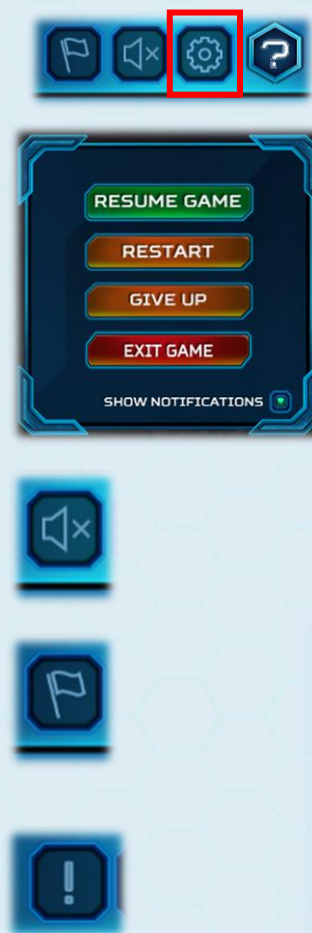 ?
RESUME GAME
RESTART
GIVE UP
EXIT GAME
SHOW NOTIFICATIONS
!